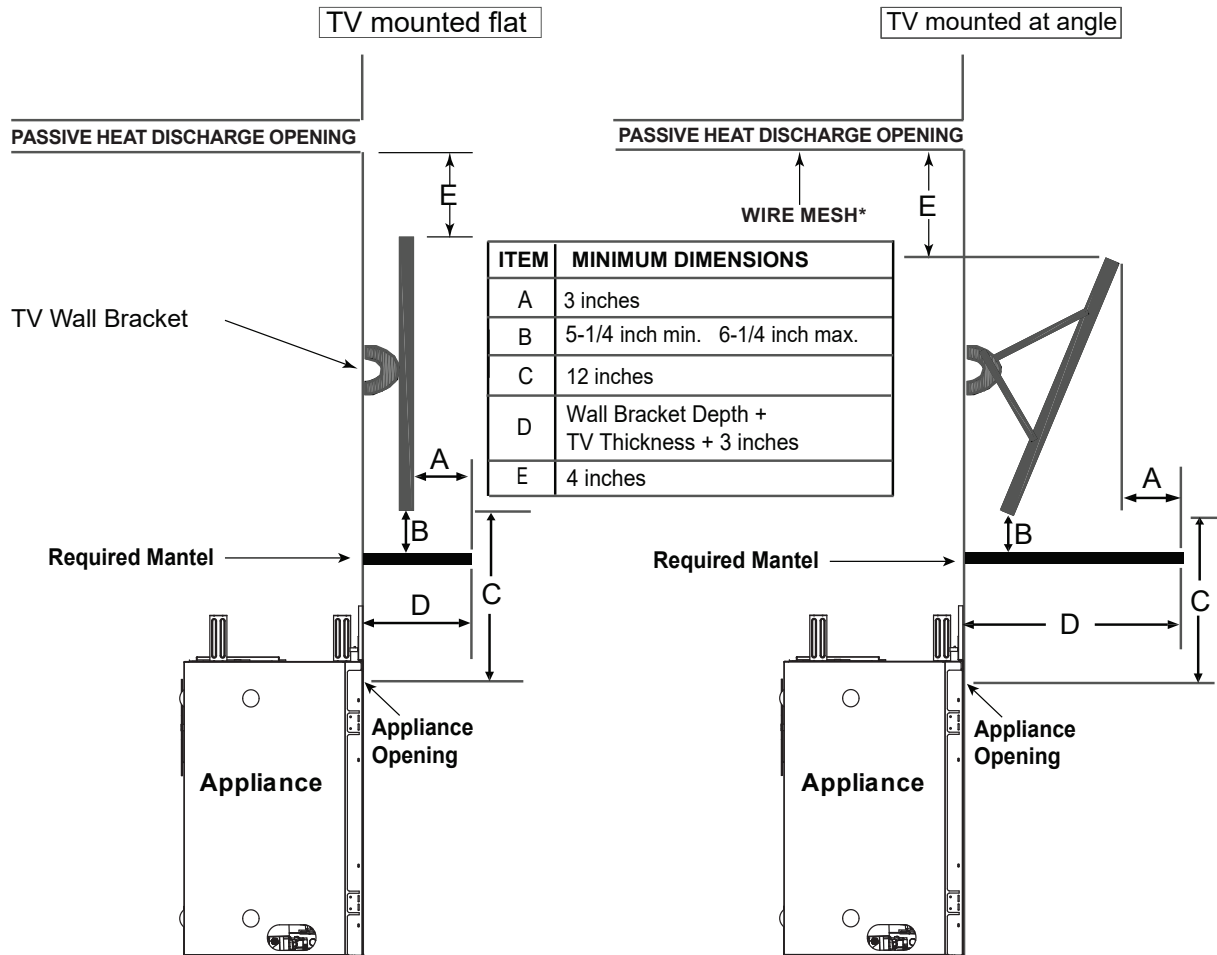 TV mounted flat
TV mounted at angle
PASSIVE HEAT DISCHARGE OPENING
PASSIVE HEAT DISCHARGE OPENING
E
WIRE MESH*
E
ITEM MINIMUM DIMENSIONS
A 3 inches
B 5-1/4 inch min. 6-1/4 inch max.
C 12 inches
D Wall Bracket Depth +
TV Thickness + 3 inches
E 4 inches
TV Wall Bracket
A
A
B
B
Required Mantel
Required Mantel
C
C
D
D
Appliance
Opening
Appliance
Opening
Appliance
Appliance